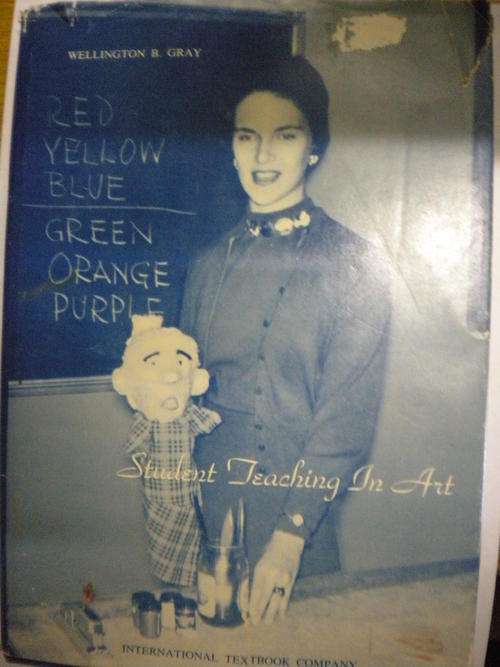 WELLINGTON B. GRAY
RED
YELLOW
BLUE
GREEN
ORANGE
PURPLE
Student Teaching In Art
INTERNATIONAL TEXTBOOK COMPANY